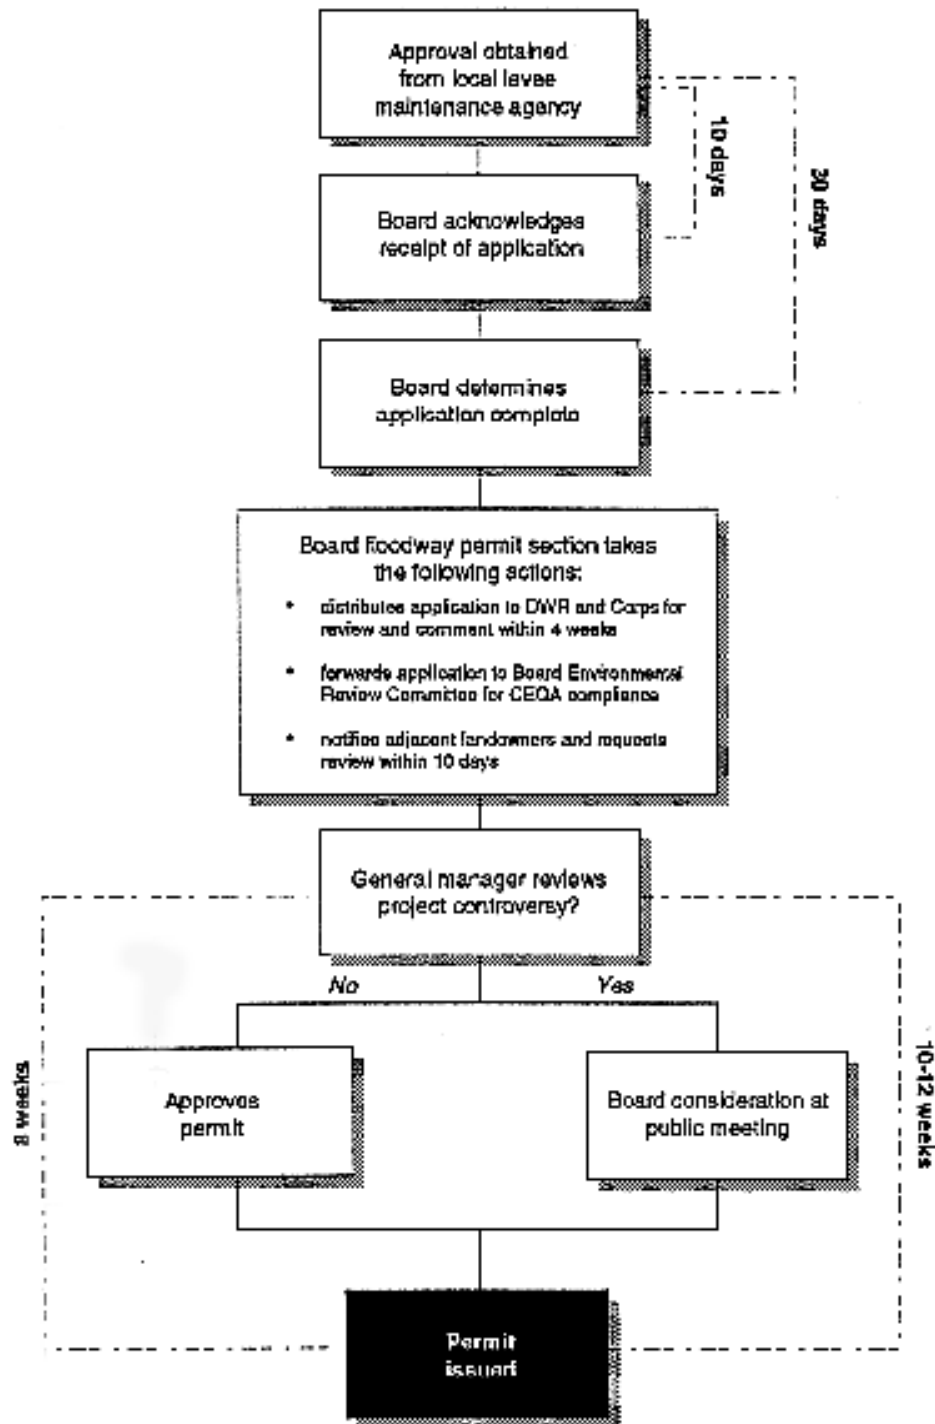 Approval obtained
from local levee
maintenance agency
10 days
Board acknowledges
receipt of application
days
Board determines
application complete
Board floodway permit section takes
the following actions:
• distributes application to DWR and Corps for
review and comment within 4 weeks
• forwards application to Board Environmental
Review Committee for CEQA compliance
• notifies adjacent landowners and requests
review within 10 days
General manager reviews
project controversy?
No
Yes
weeks
Approves
permit
Board consideration at
public meeting
10-12 weeks
Permit
issued